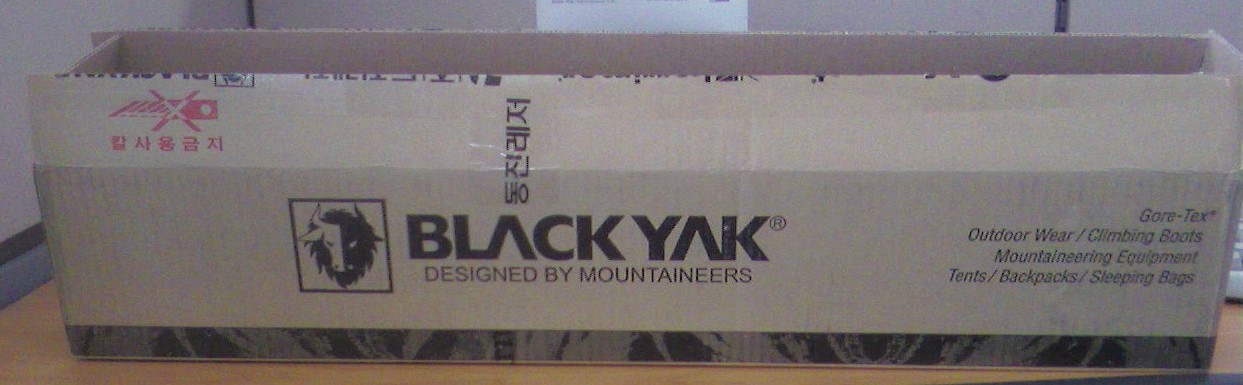 칼사용금지
동진레저
BLACKYAK®
DESIGNED BY MOUNTAINEERS
Gore-Tex®
Outdoor Wear / Climbing Boots
Mountaineering Equipment
Tents / Backpacks / Sleeping Bags